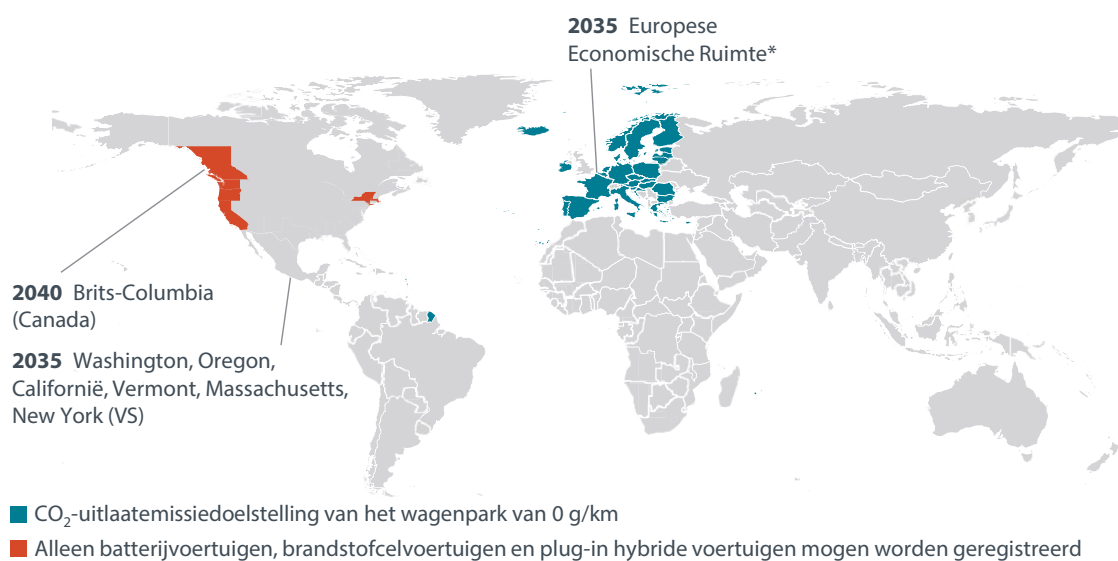 2035 Europese
Economische Ruimte*
2040 Brits-Columbia
(Canada)
2035 Washington, Oregon,
Californië, Vermont, Massachusetts,
New York (VS)
CO₂-uitlaatemissiedoelstelling van het wagenpark van 0 g/km
Alleen batterijvoertuigen, brandstofcelvoertuigen en plug-in hybride voertuigen mogen worden geregistreerd